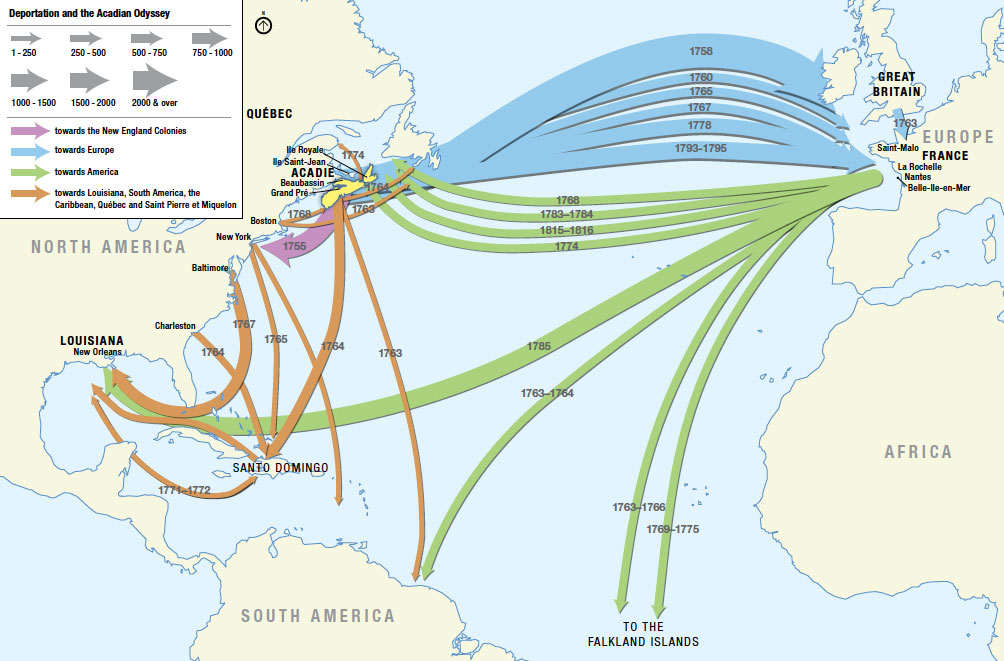 Deportation and the Acadian Odyssey
1 - 250
250 - 500
500 - 750
750 - 1000
1000 - 1500
1500 - 2000
2000 & over
towards the New England Colonies
towards Europe
towards America
towards Louisiana, South America, the
Caribbean, Québec and Saint Pierre et Miquelon
QUÉBEC
Ile Royale
Ile Saint-Jean
ACADIE
Beaubassin
Grand Pré
Boston
New York
Baltimore
Charleston
LOUISIANA
New Orleans
NORTH AMERICA
SANTO DOMINGO
SOUTH AMERICA
GREAT
BRITAIN
EUROPE
Saint-Malo
FRANCE
La Rochelle
Nantes
Belle-Ile-en-Mer
AFRICA
TO THE
FALKLAND ISLANDS
1758
1760
1765
1767
1778
1793-1795
1763
1774
1764
1768
1763
1755
1768
1783–1784
1815–1816
1774
1767
1764
1765
1764
1763
1785
1763–1764
1771–1772
1763–1766
1769–1775